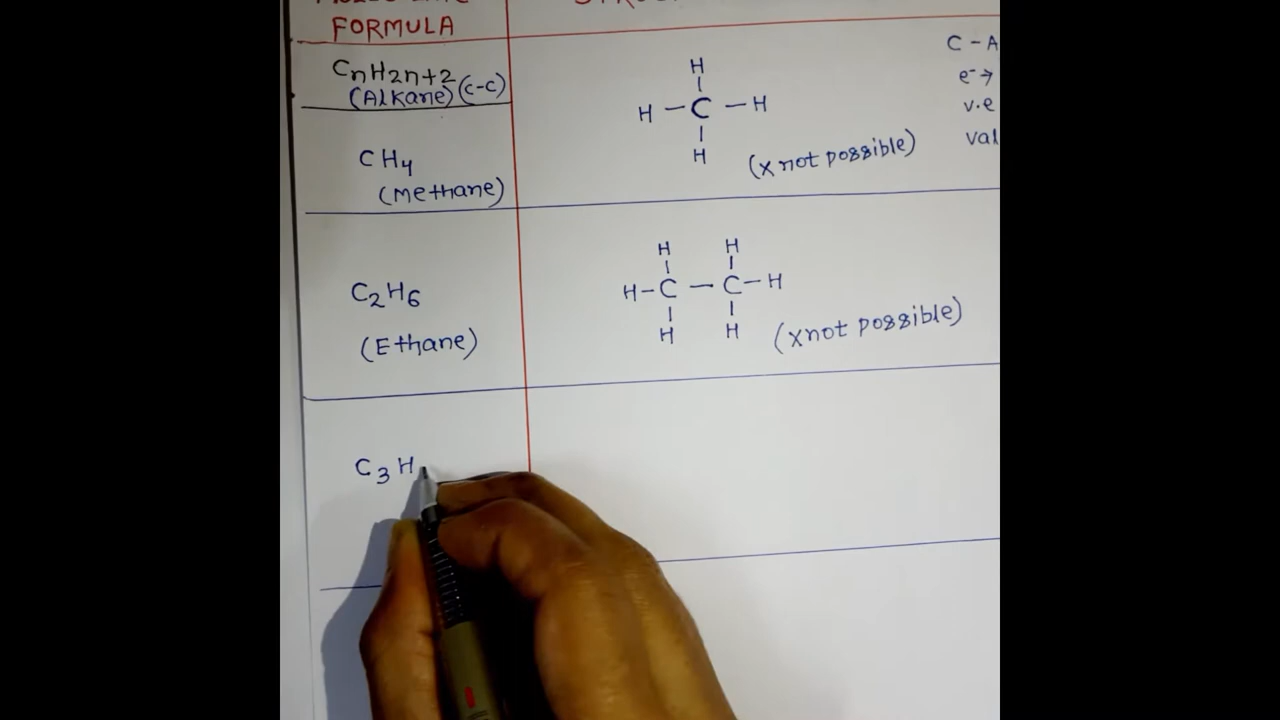 FORMULA
CnH2n+2
(Alkane) (C-C)
CH4
(Methane)
H
H - C - H
H
(x not possible)
C - A
e- →
v.e
val
C2H6
(Ethane)
H H
H - C - C - H
H H
(x not possible)
C3H